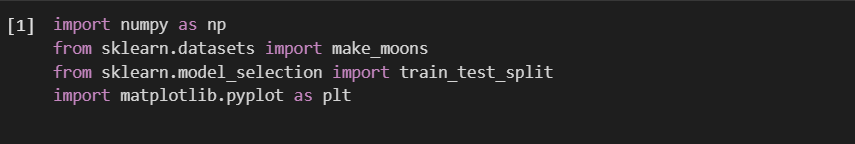 [1] import numpy as np
from sklearn.datasets import make_moons
from sklearn.model_selection import train_test_split
import matplotlib.pyplot as plt